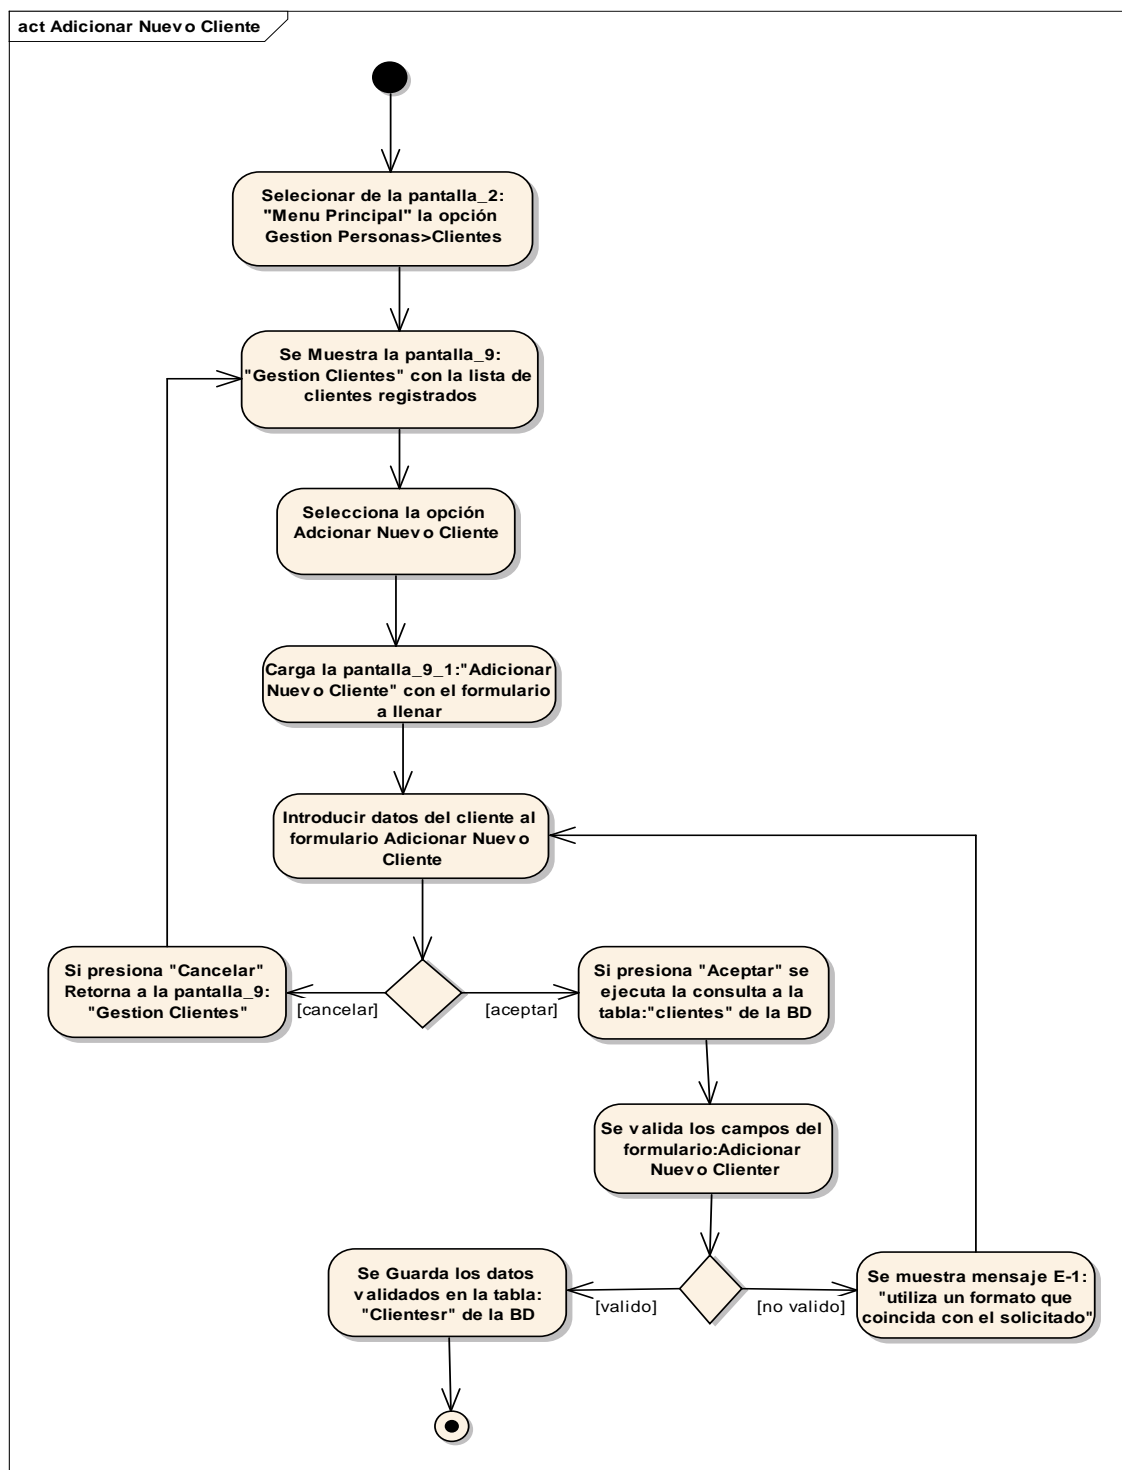 act Adicionar Nuevo Cliente
Selecionar de la pantalla_2:
"Menu Principal" la opción
Gestion Personas>Clientes
Se Muestra la pantalla_9:
"Gestion Clientes" con la lista de
clientes registrados
Selecciona la opción
Adcionar Nuevo Cliente
Carga la pantalla_9_1:"Adicionar
Nuevo Cliente" con el formulario
a llenar
Introducir datos del cliente al
formulario Adicionar Nuevo
Cliente
Si presiona "Cancelar"
Retorna a la pantalla_9:
"Gestion Clientes"
[cancelar]
[aceptar]
Si presiona "Aceptar" se
ejecuta la consulta a la
tabla:"clientes" de la BD
Se valida los campos del
formulario:Adicionar
Nuevo Clienter
Se Guarda los datos
validados en la tabla:
"Clientesr" de la BD
[valido]
[no valido]
Se muestra mensaje E-1:
"utiliza un formato que
coincida con el solicitado"